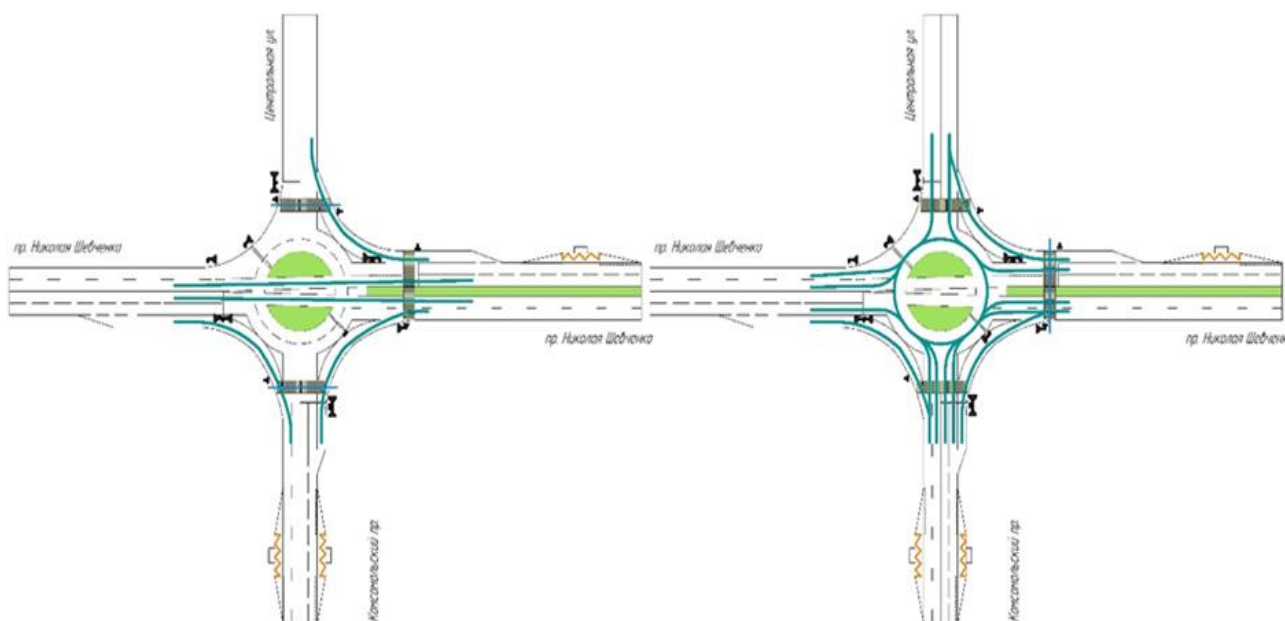 Центральная ул
пр. Николая Шевченко
пр. Николая Шевченко
Комсомольский пр.
Центральная ул
пр. Николая Шевченко
пр. Николая Шевченк
Комсомольский пр.